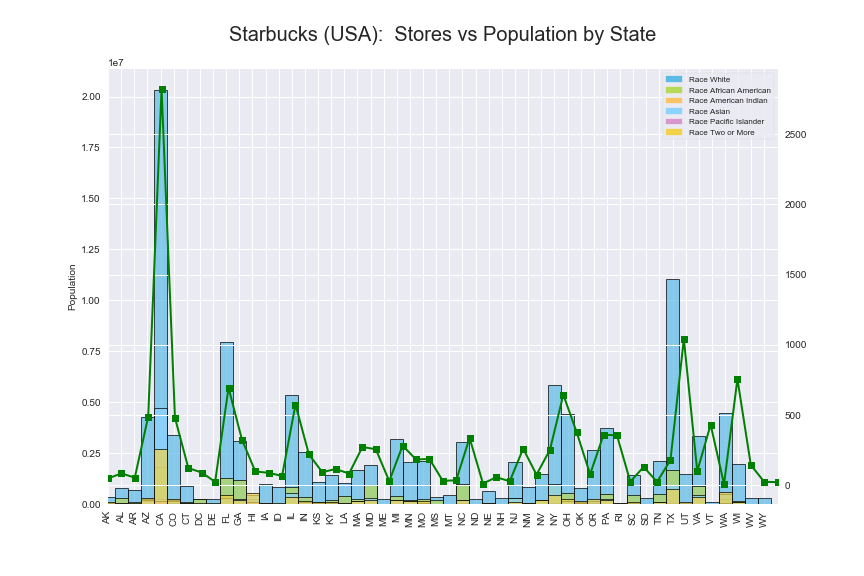 Starbucks (USA):  Stores vs Population by State
1e7
Race White
Race African American
Race American Indian
Race Asian
Race Pacific Islander
Race Two or More
2.00
1.75
1.50
1.25
1.00
0.75
0.50
0.25
0.00
Population
2500
2000
1500
1000
500
0
AK AL AR AZ CA CO CT DC DE FL GA HI IA ID IL IN KS KY LA MA MD ME MI MN MO MS MT NC ND NE NH NJ NM NV NY OH OK OR PA RI SC SD TN TX UT VA VT WA WI WV WY